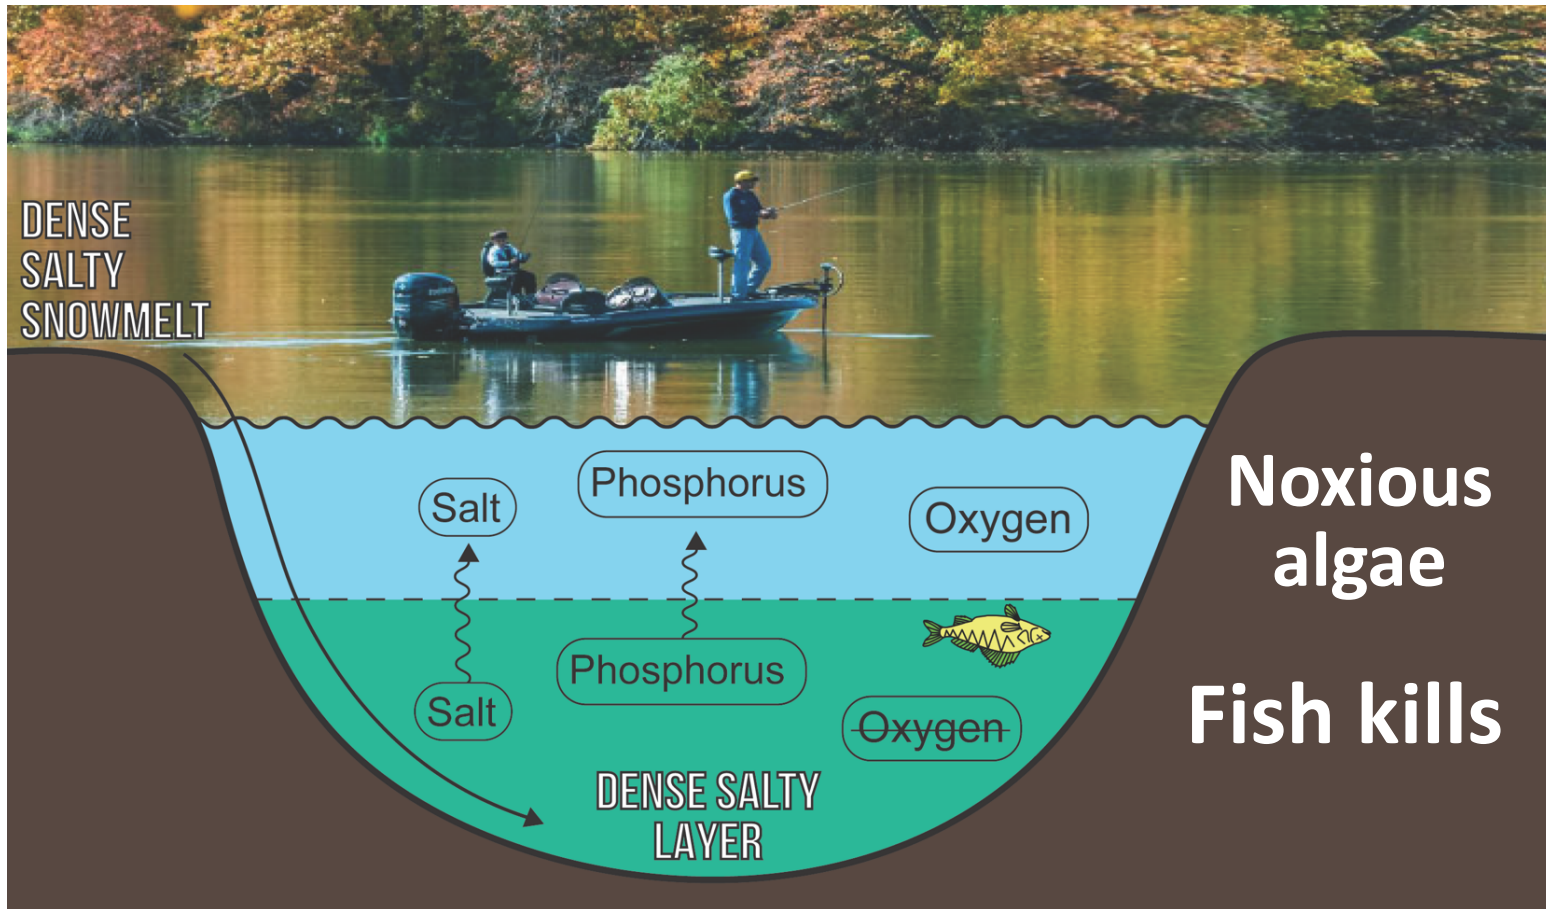 DENSE
SALTY
SNOWMELT
Salt
Phosphorus
Oxygen
Salt
Phosphorus
Oxygen
DENSE SALTY
LAYER
Noxious
algae
Fish kills